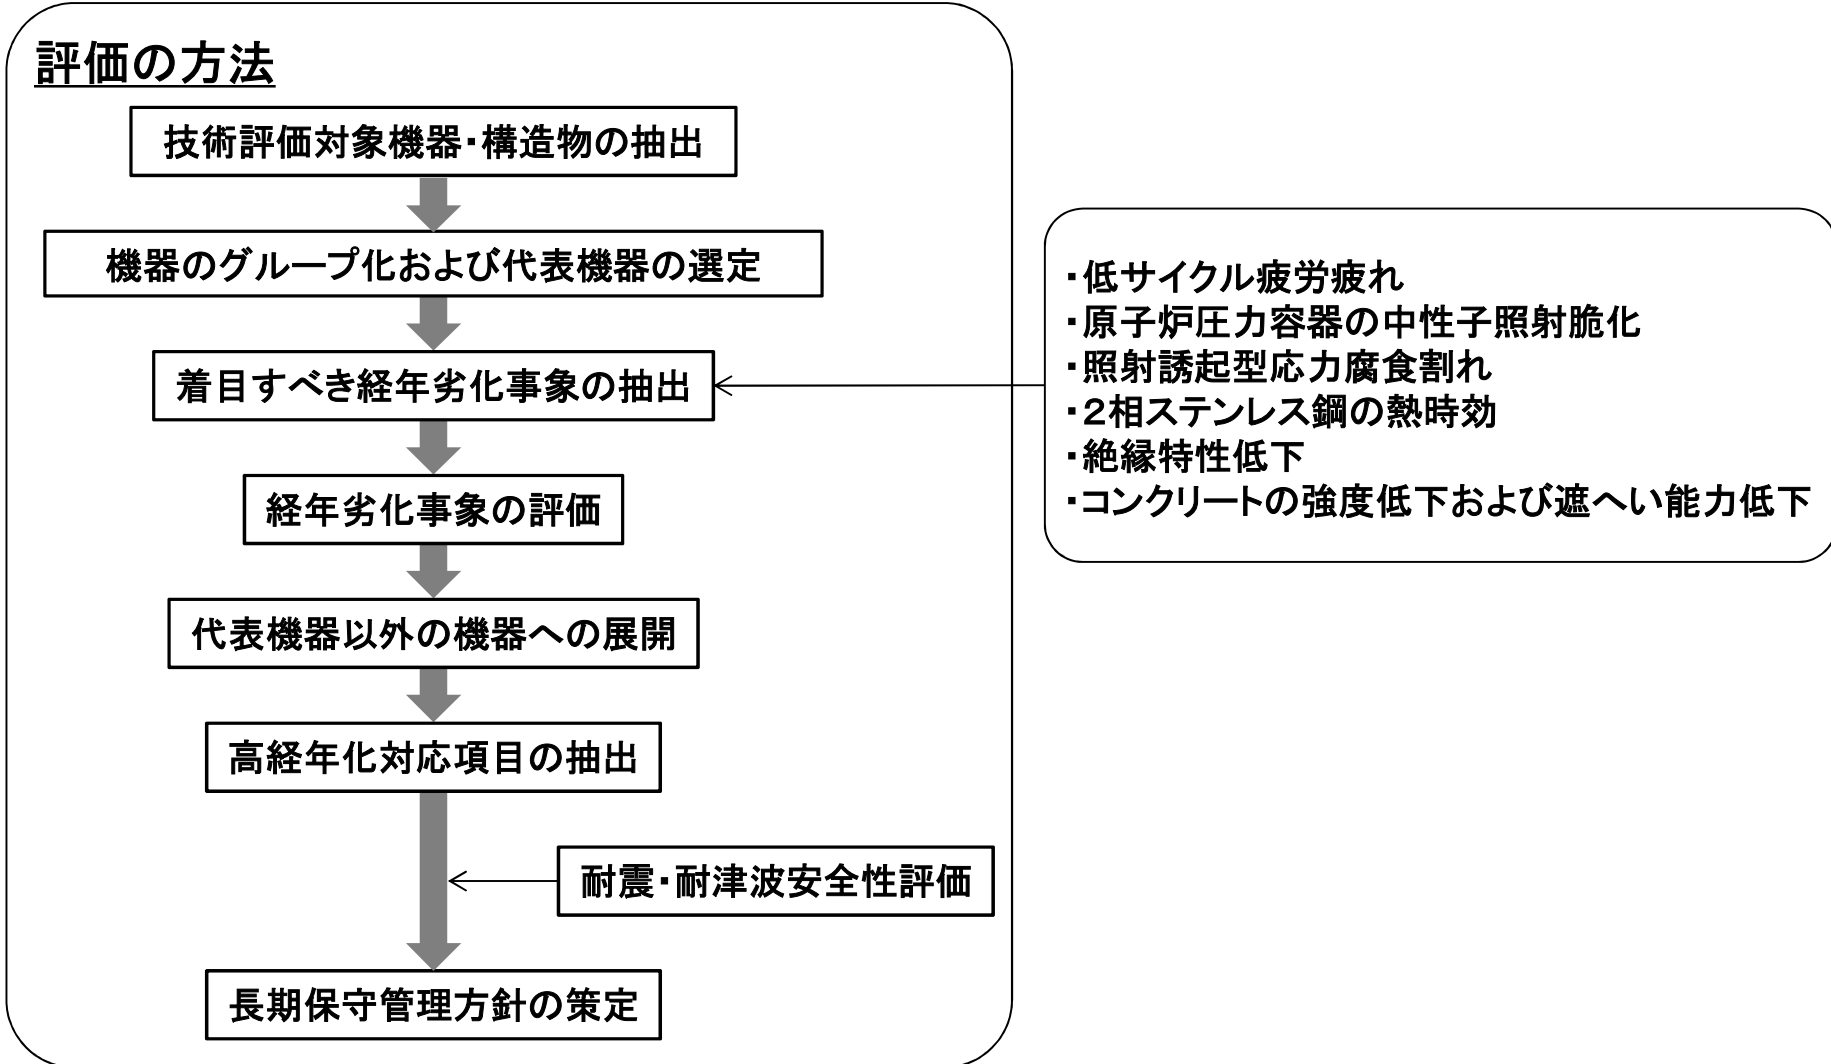 評価の方法
技術評価対象機器・構造物の抽出
機器のグループ化および代表機器の選定
着目すべき経年劣化事象の抽出
・低サイクル疲労疲れ
・原子炉圧力容器の中性子照射脆化
・照射誘起型応力腐食割れ
・２相ステンレス鋼の熱時効
・絶縁特性低下
・コンクリートの強度低下および遮へい能力低下
経年劣化事象の評価
代表機器以外の機器への展開
高経年化対応項目の抽出
耐震・耐津波安全性評価
長期保守管理方針の策定